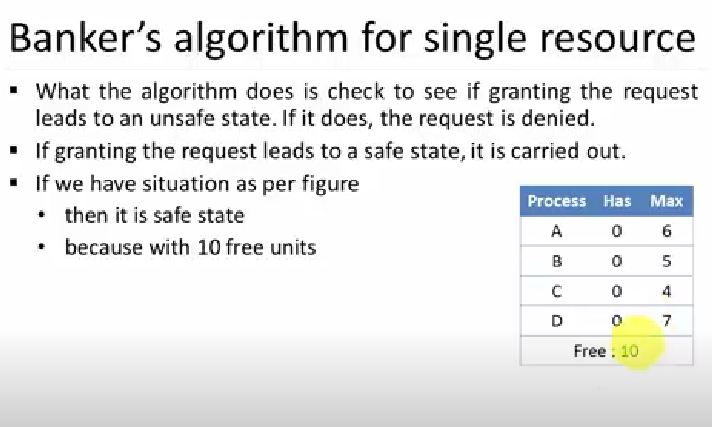 Banker's algorithm for single resource
▪ What the algorithm does is check to see if granting the request
leads to an unsafe state. If it does, the request is denied.
▪ If granting the request leads to a safe state, it is carried out.
▪ If we have situation as per figure
• then it is safe state
• because with 10 free units
Process Has Max
A 0 6
B 0 5
C 0 4
D 0 7
Free : 10